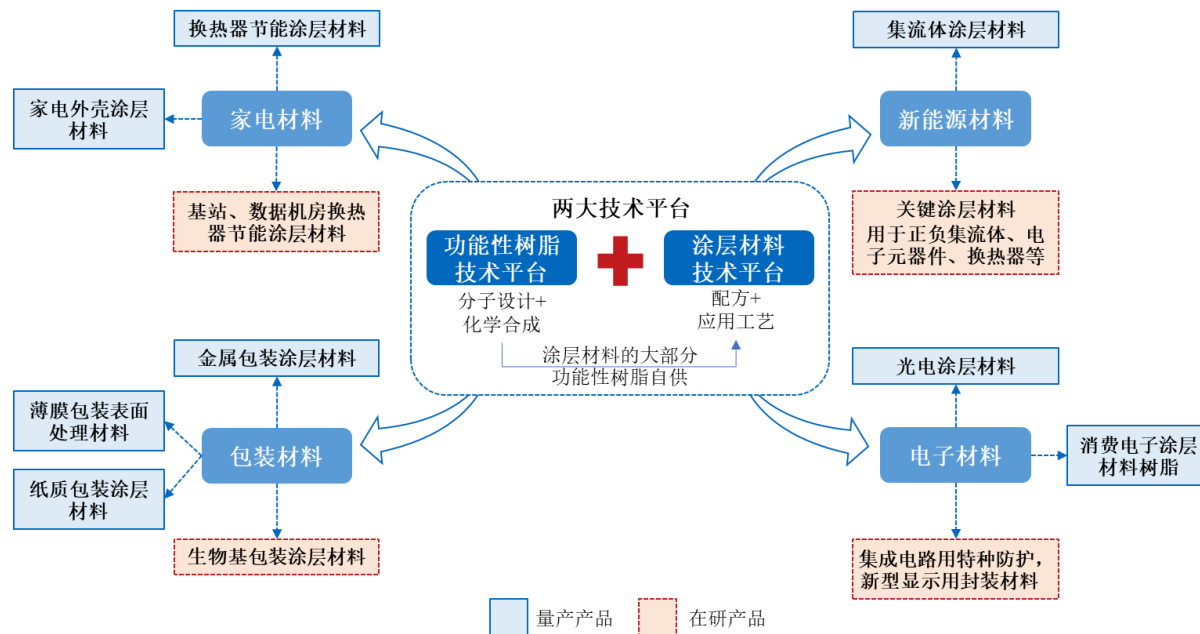 换热器节能涂层材料
家电外壳涂层
材料
家电材料
基站、数据机房换热
器节能涂层材料
集流体涂层材料
新能源材料
关键涂层材料
用于正负集流体、电
子元器件、换热器等
两大技术平台
功能性树脂
技术平台
分子设计+
化学合成
涂层材料
技术平台
配方+
应用工艺
涂层材料的大部分
功能性树脂自供
金属包装涂层材料
薄膜包装表面
处理材料
包装材料
纸质包装涂层
材料
生物基包装涂层材料
光电涂层材料
电子材料
消费电子涂层
材料树脂
集成电路用特种防护，
新型显示用封装材料
量产产品
在研产品